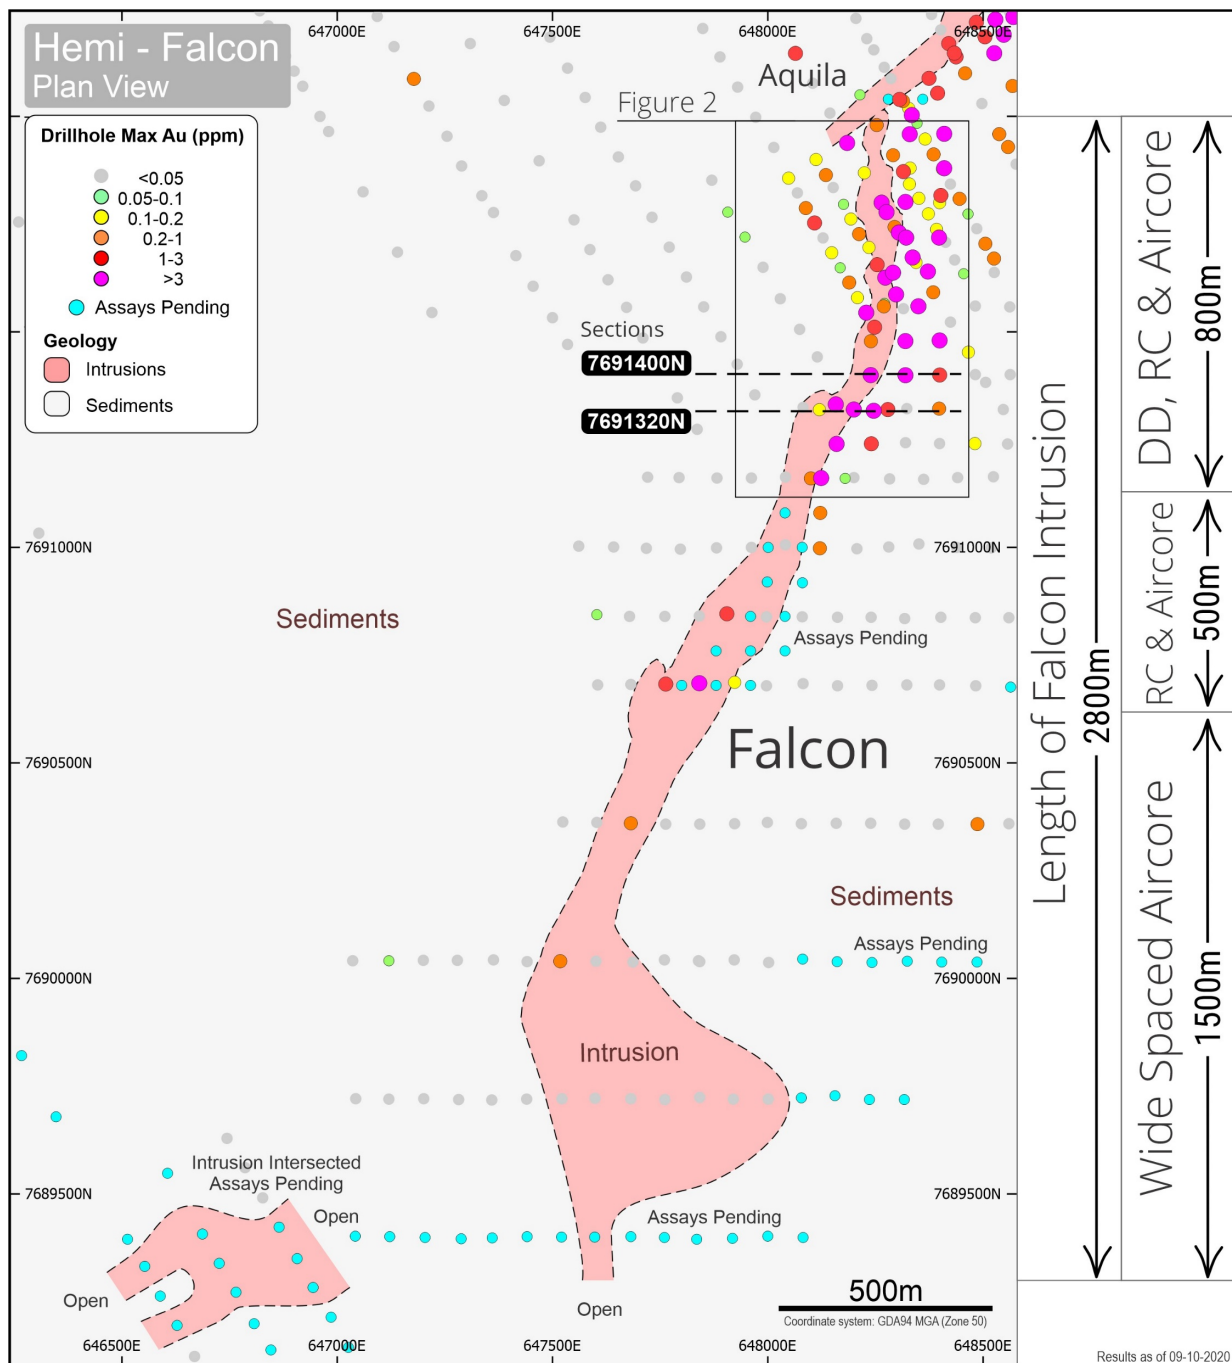 Hemi - Falcon
Plan View
647000E
647500E
648000E
648500E
Aquila
Figure 2
Drillhole Max Au (ppm)
<0.05
0.05-0.1
0.1-0.2
0.2-1
1-3
>3
Assays Pending
Geology
Intrusions
Sediments
Sections
7691400N
7691320N
7691000N
7691000N
Sediments
Assays Pending
Falcon
7690500N
7690500N
Sediments
Assays Pending
7690000N
7690000N
Intrusion
Intrusion Intersected
Assays Pending
7689500N
7689500N
Open
Assays Pending
Open
Open
500m
Coordinate system: GDA94 MGA (Zone 50)
6465000E
647000E
647500E
648000E
648500E
Length of Falcon Intrusion
2800m
DD, RC & Aircore
800m
RC & Aircore
500m
Wide Spaced Aircore
1500m
Results as of 09-10-2020